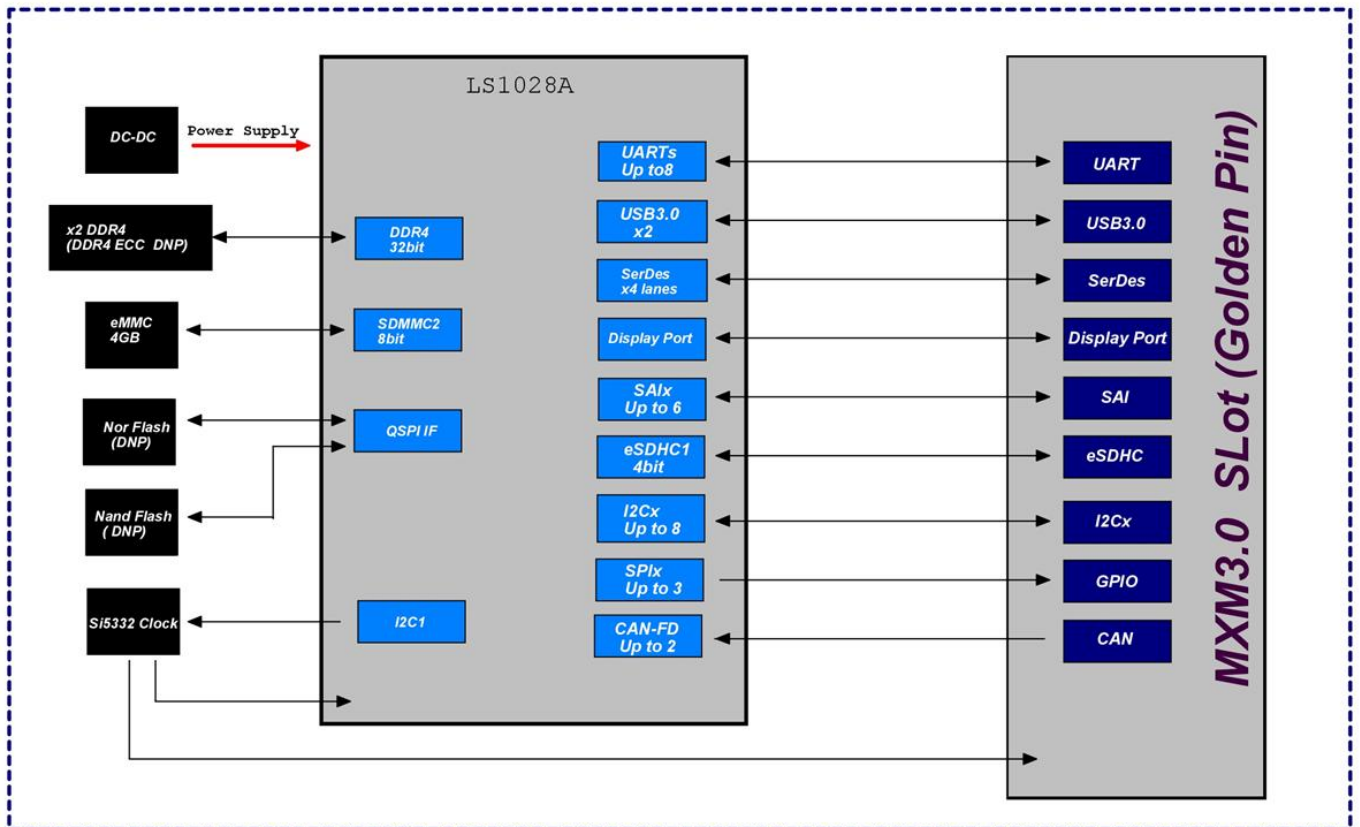 LS1028A
DC-DC
Power Supply
x2 DDR4
(DDR4 ECC DNP)
eMMC
4GB
Nor Flash
(DNP)
Nand Flash
( DNP)
Si5332 Clock
DDR4
32bit
SDMMC2
8bit
QSPI IF
I2C1
UARTs
Up to8
USB3.0
x2
SerDes
x4 lanes
Display Port
SAIx
Up to 6
eSDHC1
4bit
I2Cx
Up to 8
SPIx
Up to 3
CAN-FD
Up to 2
UART
USB3.0
SerDes
Display Port
SAI
eSDHC
I2Cx
GPIO
CAN
MXM3.0 SLot (Golden Pin)